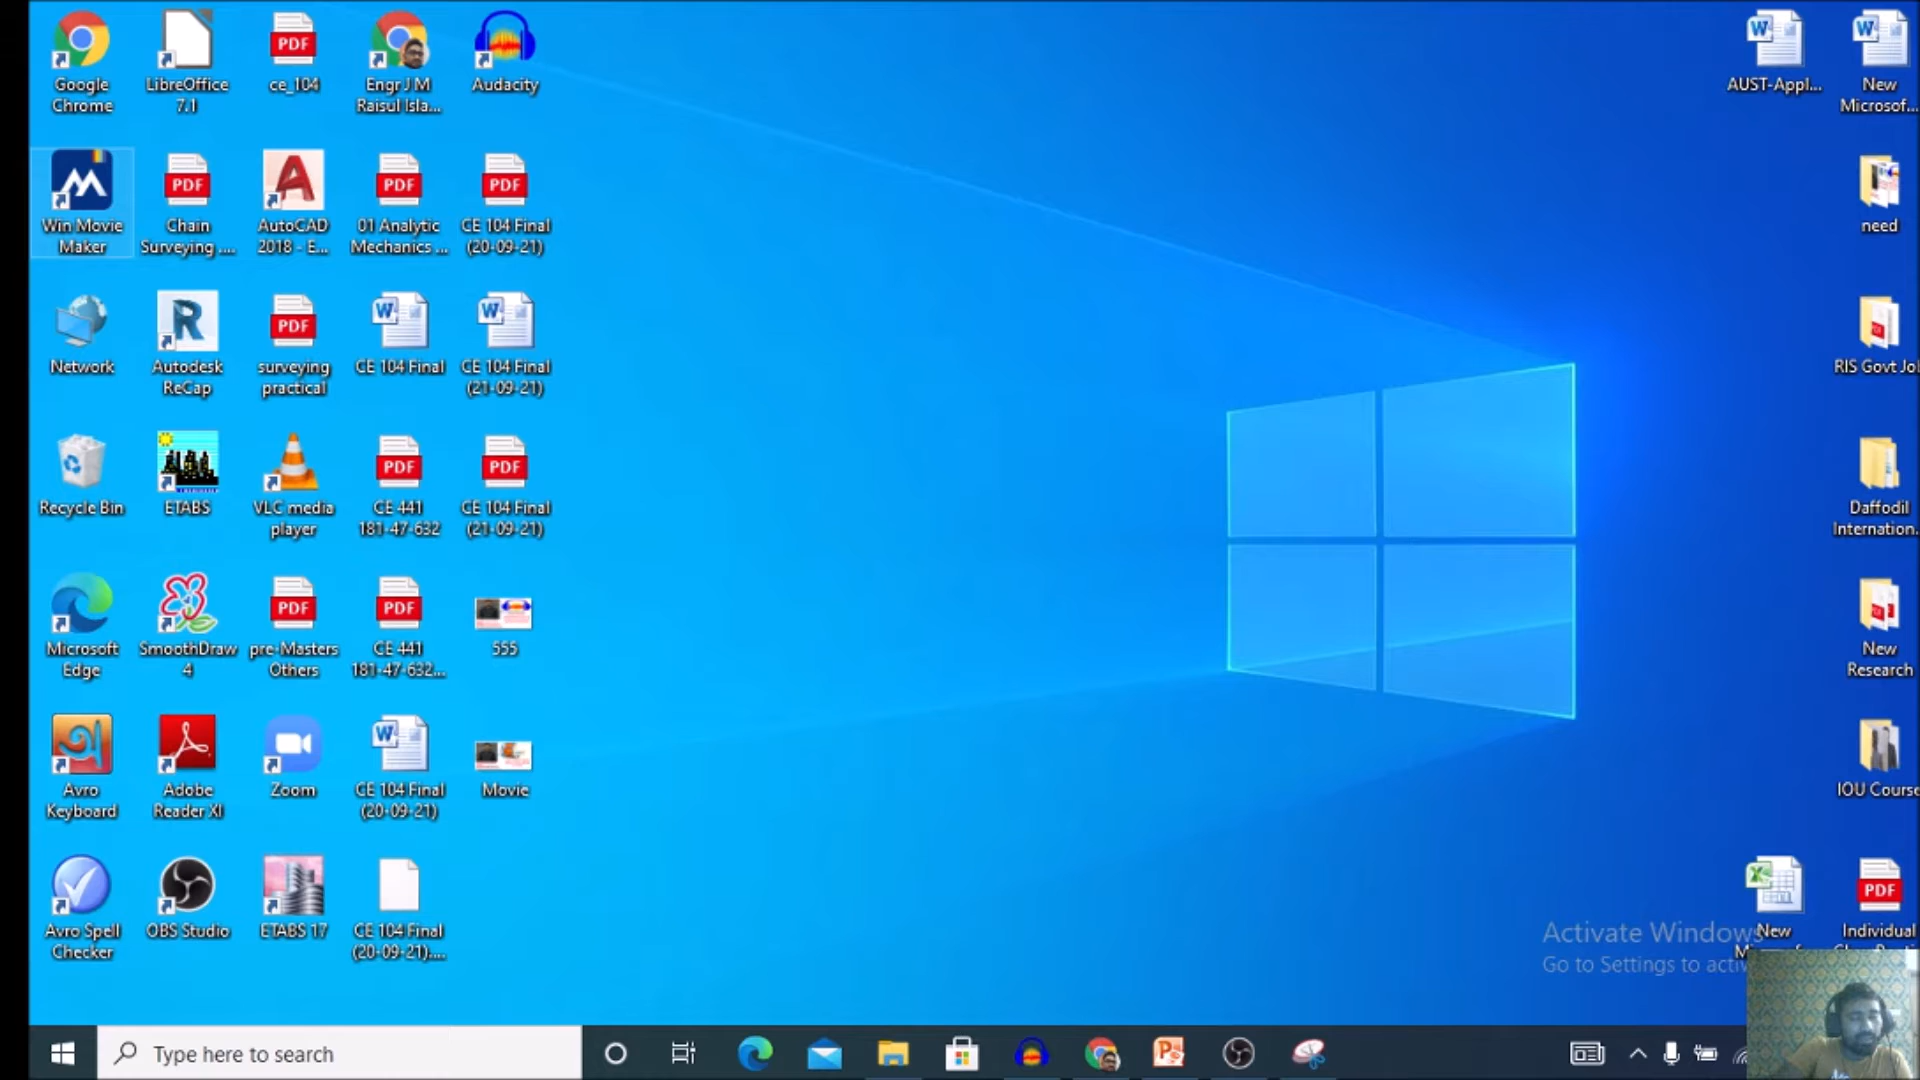 Google
Chrome
LibreOffice
7.1
PDF
ce_104
Engr J M
Raisul Isla...
Audacity
W
AUST-Appl...
W
New
Microsof...
Win Movie
Maker
PDF
Chain
Surveying ....
A
AutoCAD
2018 - E...
PDF
01 Analytic
Mechanics ...
PDF
CE 104 Final
(20-09-21)
need
Network
R
Autodesk
ReCap
PDF
surveying
practical
W
CE 104 Final
W
CE 104 Final
(21-09-21)
RIS Govt Jo
Recycle Bin
ETABS
VLC media
player
PDF
CE 441
181-47-632
PDF
CE 104 Final
(21-09-21)
Daffodil
Internation...
Microsoft
Edge
SmoothDraw
4
PDF
pre-Masters
Others
PDF
CE 441
181-47-632...
555
New
Research
Avro
Keyboard
Adobe
Reader XI
Zoom
W
CE 104 Final
(20-09-21)
Movie
IOU Course
Avro Spell
Checker
OBS Studio
ETABS 17
CE 104 Final
(20-09-21)....
X
New
PDF
Individual
Activate Windows
Go to Settings to
Type here to search
P